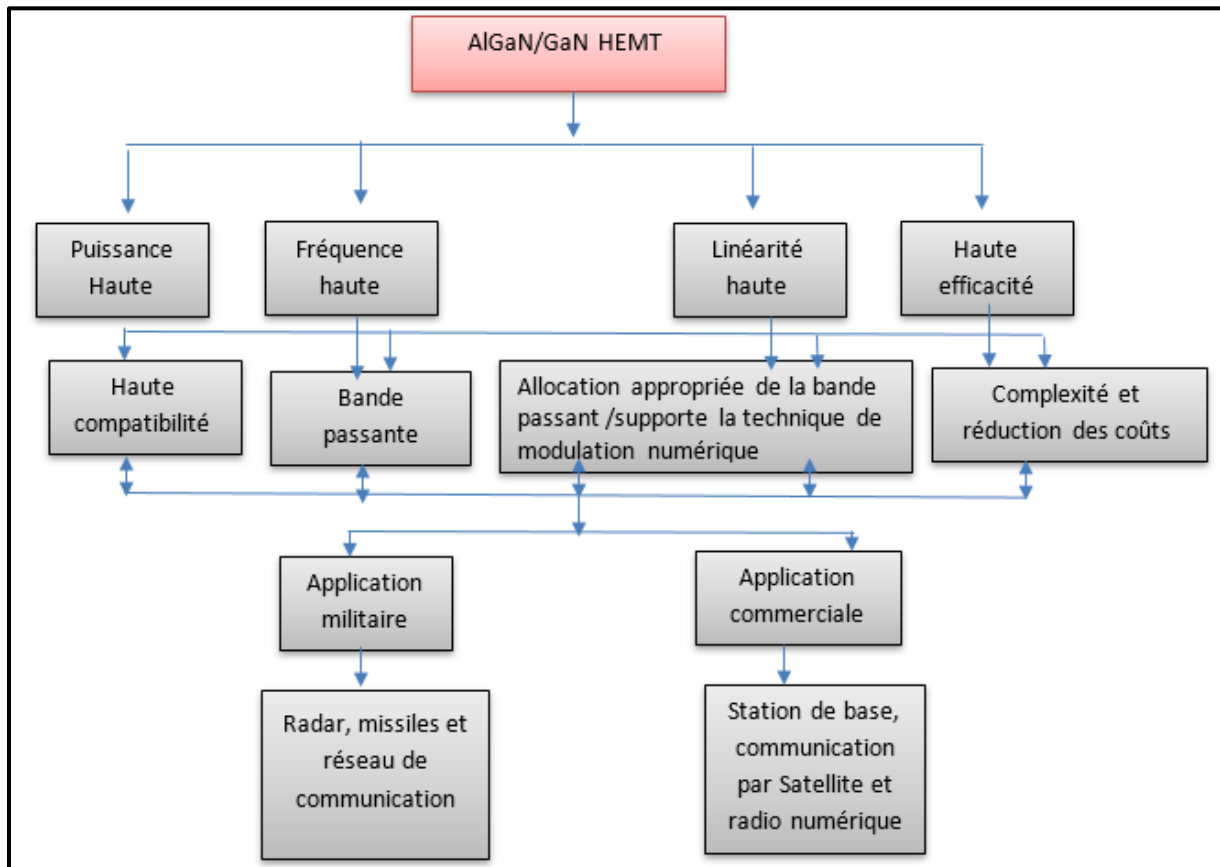 AlGaN/GaN HEMT
Puissance
Haute
Fréquence
haute
Linéarité
haute
Haute
efficacité
Haute
compatibilité
Bande
passante
Allocation appropriée de la bande
passant /supporte la technique de
modulation numérique
Complexité et
réduction des coûts
Application
militaire
Application
commerciale
Radar, missiles et
réseau de
communication
Station de base,
communication
par Satellite et
radio numérique